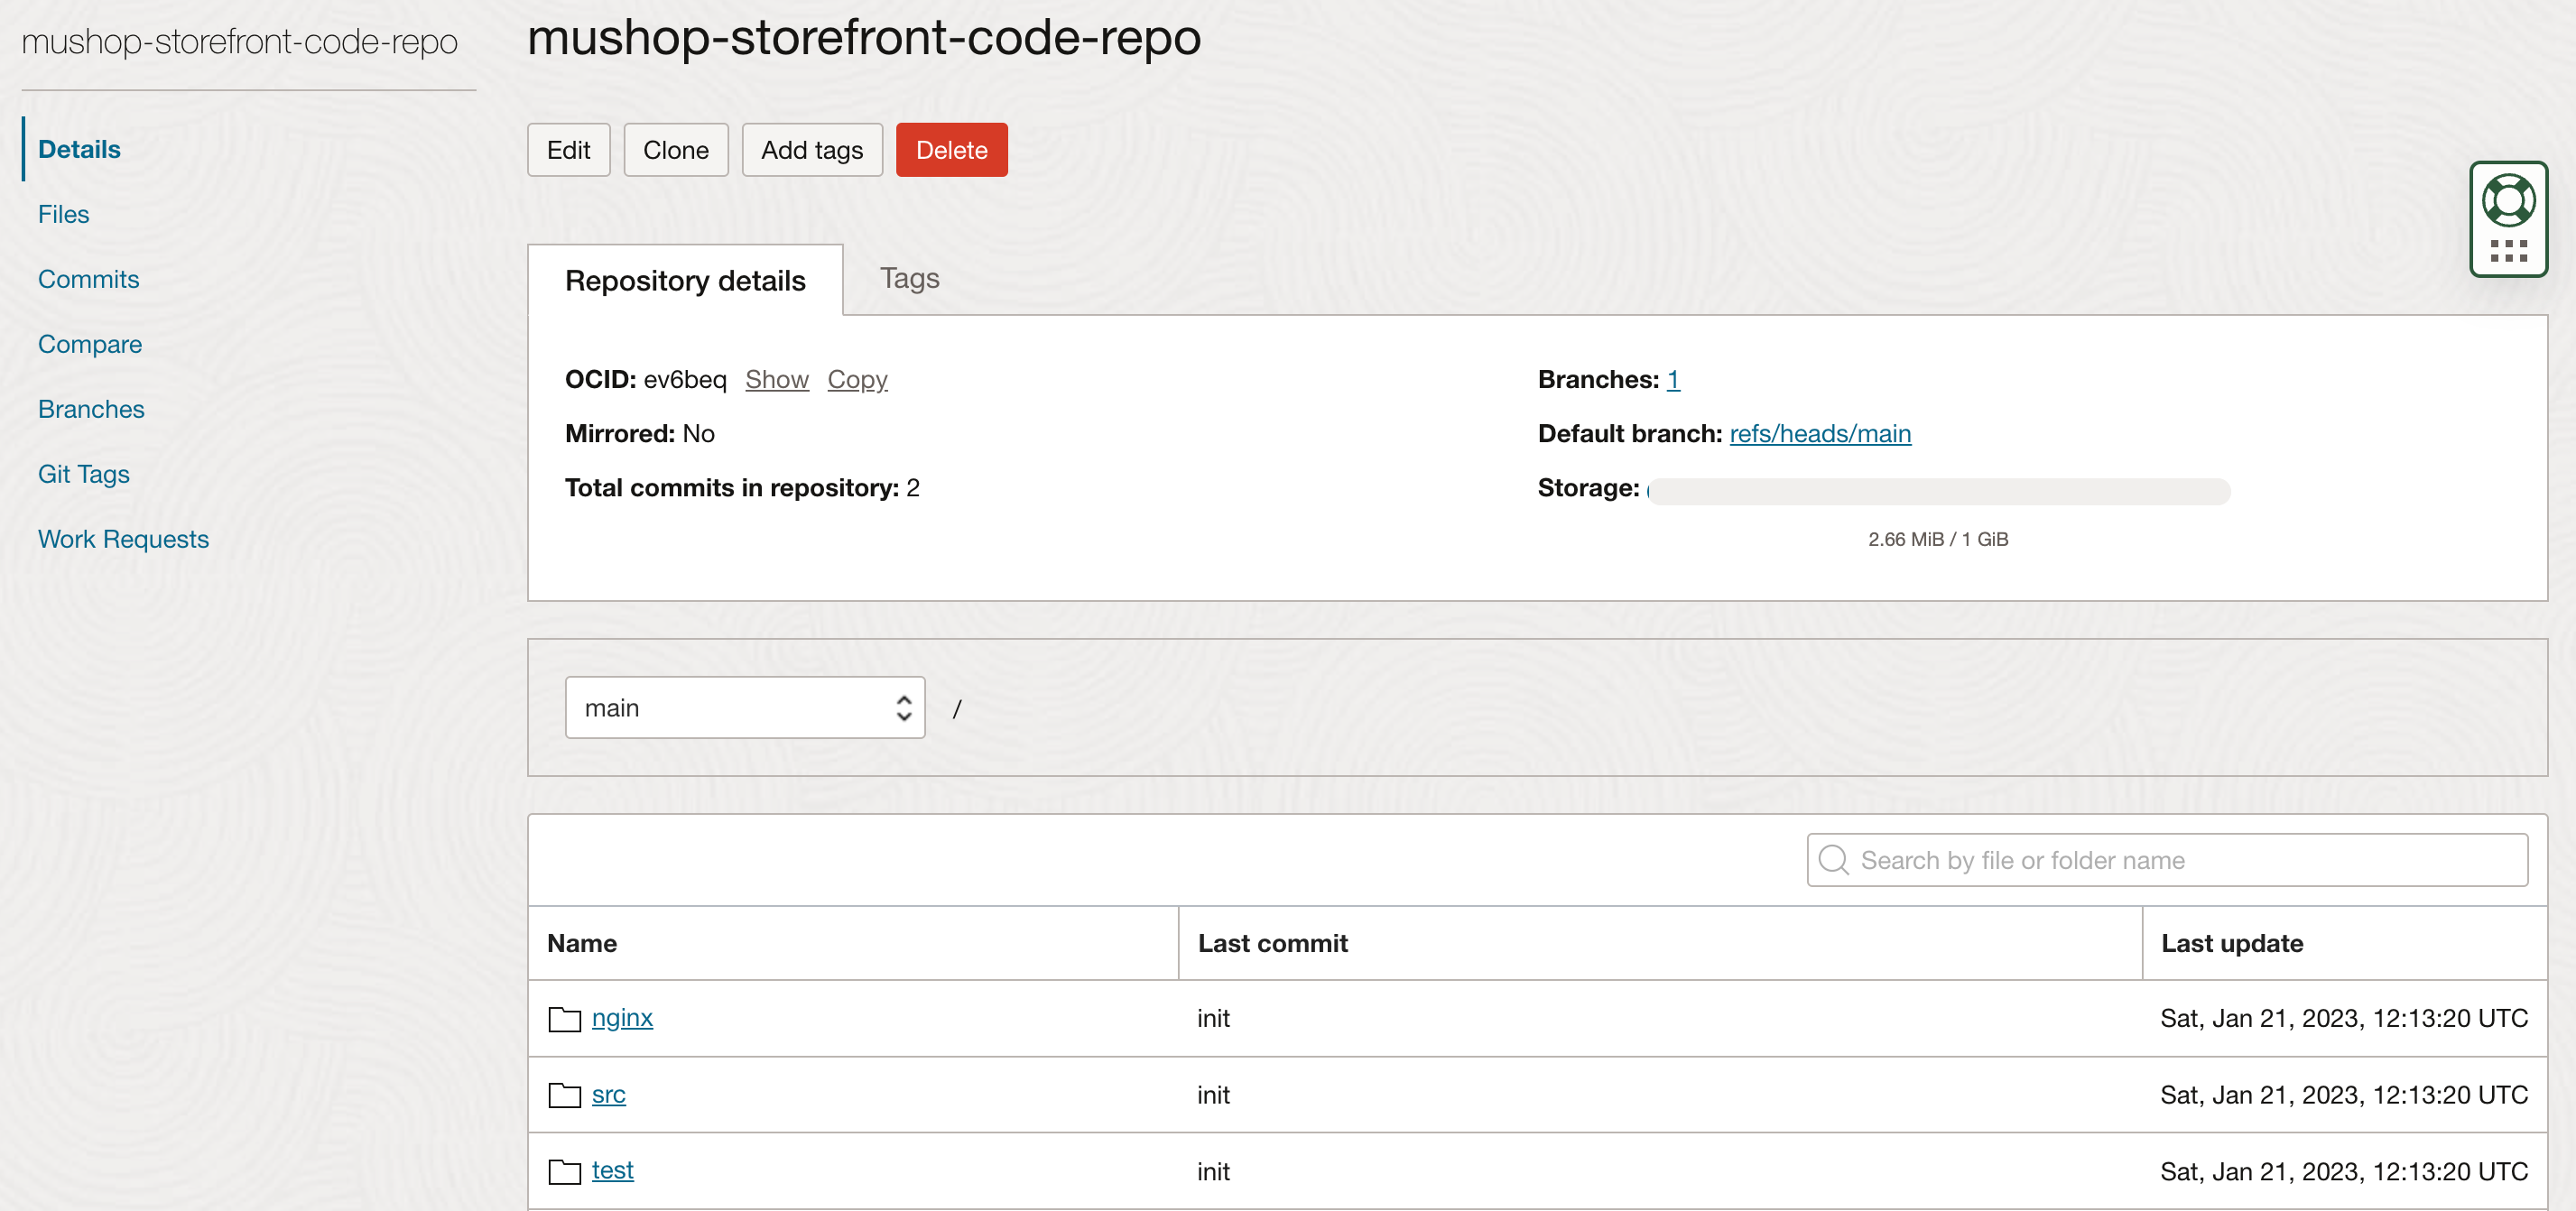 mushop-storefront-code-repo
Details
Files
Commits
Compare
Branches
Git Tags
Work Requests
mushop-storefront-code-repo
Edit Clone Add tags Delete
Repository details Tags
OCID: ev6beq Show Copy
Mirrored: No
Total commits in repository: 2
Branches: 1
Default branch: refs/heads/main
Storage:
2.66 MiB / 1 GiB
main /
Search by file or folder name
Name Last commit Last update
nginx init Sat, Jan 21, 2023, 12:13:20 UTC
src init Sat, Jan 21, 2023, 12:13:20 UTC
test init Sat, Jan 21, 2023, 12:13:20 UTC